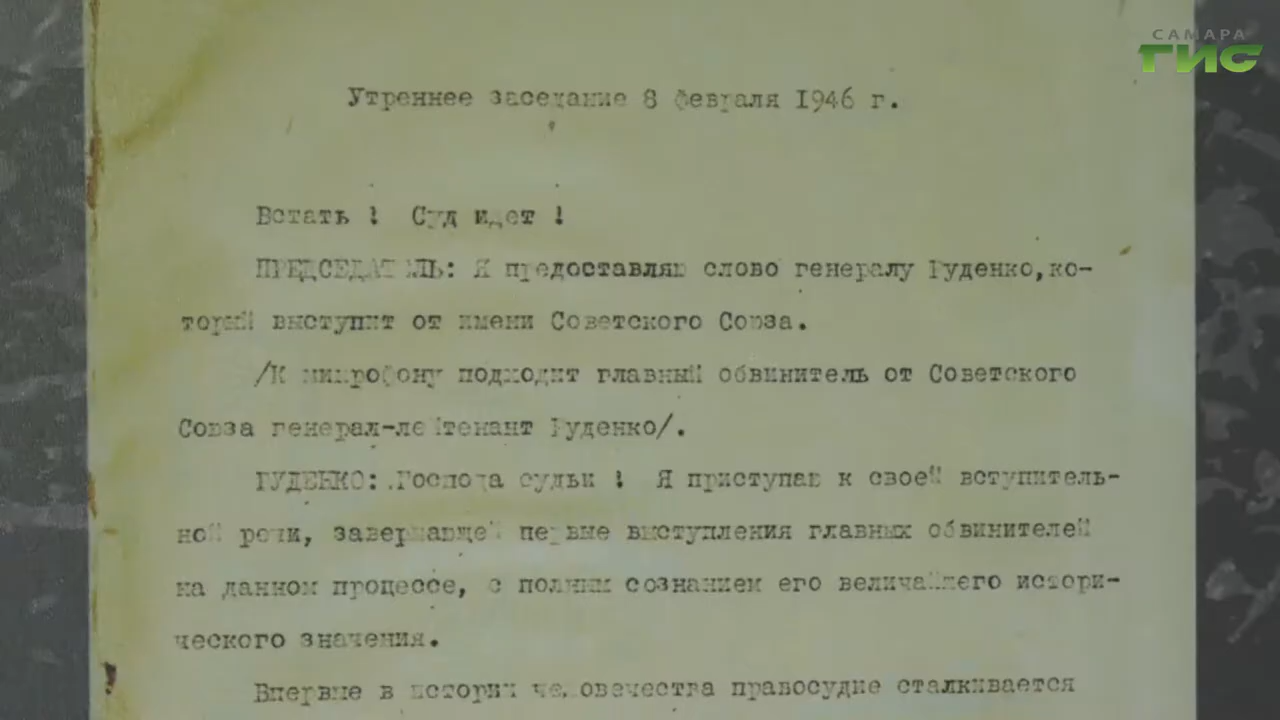 САМАРА
ГИС
Утреннее заседание 8 февраля 1946 г.
Встать ! Суд идет !
ПРЕДСЕДАТЕЛЬ: Я предоставляю слово генералу Руденко,ко-
торый выступит от имени Советского Союза.
/К микрофону подходит главный обвинитель от Советского
Союза генерал-лейтенант Руденко/.
РУДЕНКО: Господа судьи ! Я приступаю к своей вступитель-
ной речи, завершающей первые выступления главных обвинителей
на данном процессе, с полным сознанием его величайшего истори-
ческого значения.
Впервые в истории человечества правосудие сталкивается